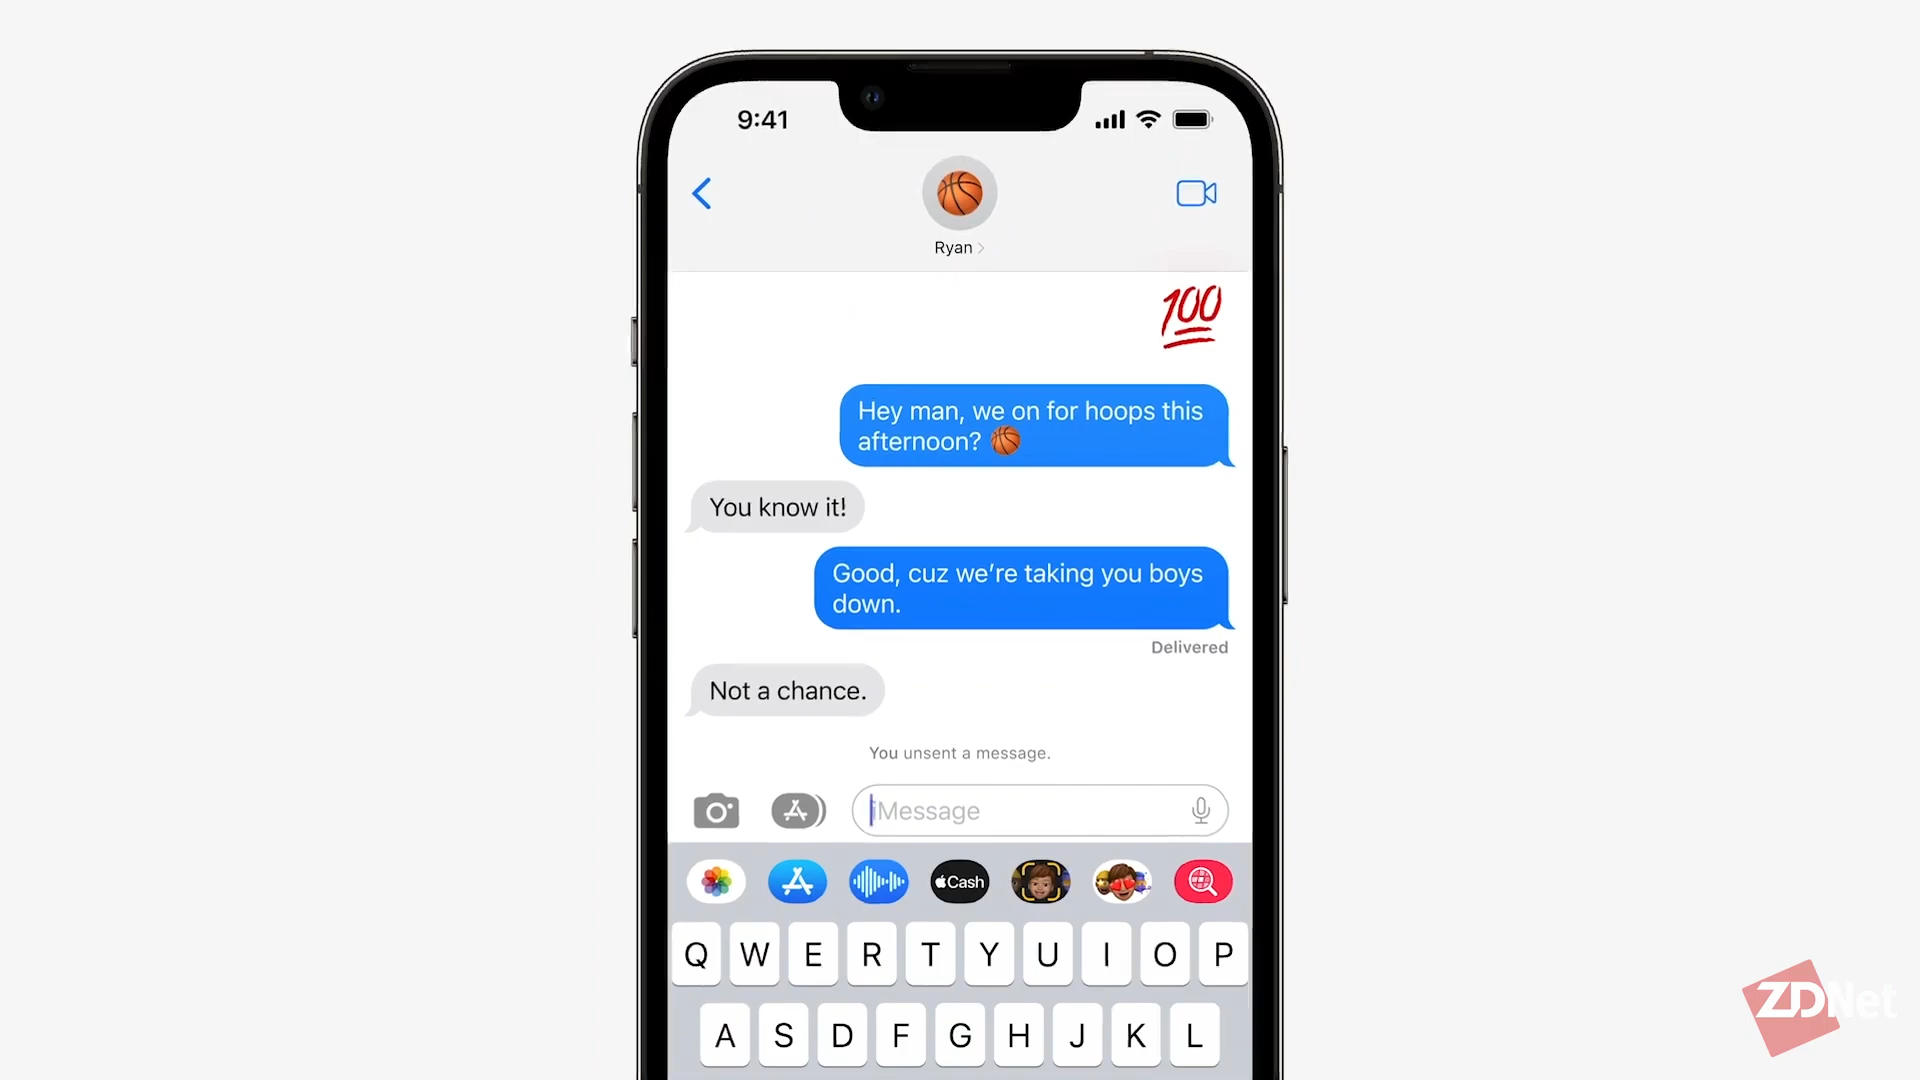 9:41
Ryan
💯
Hey man, we on for hoops this
afternoon? 🏀
You know it!
Good, cuz we’re taking you boys
down.
Delivered
Not a chance.
You unsent a message.
iMessage
Cash
Q W E R T Y U I O P
A S D F G H J K L
ZDNet